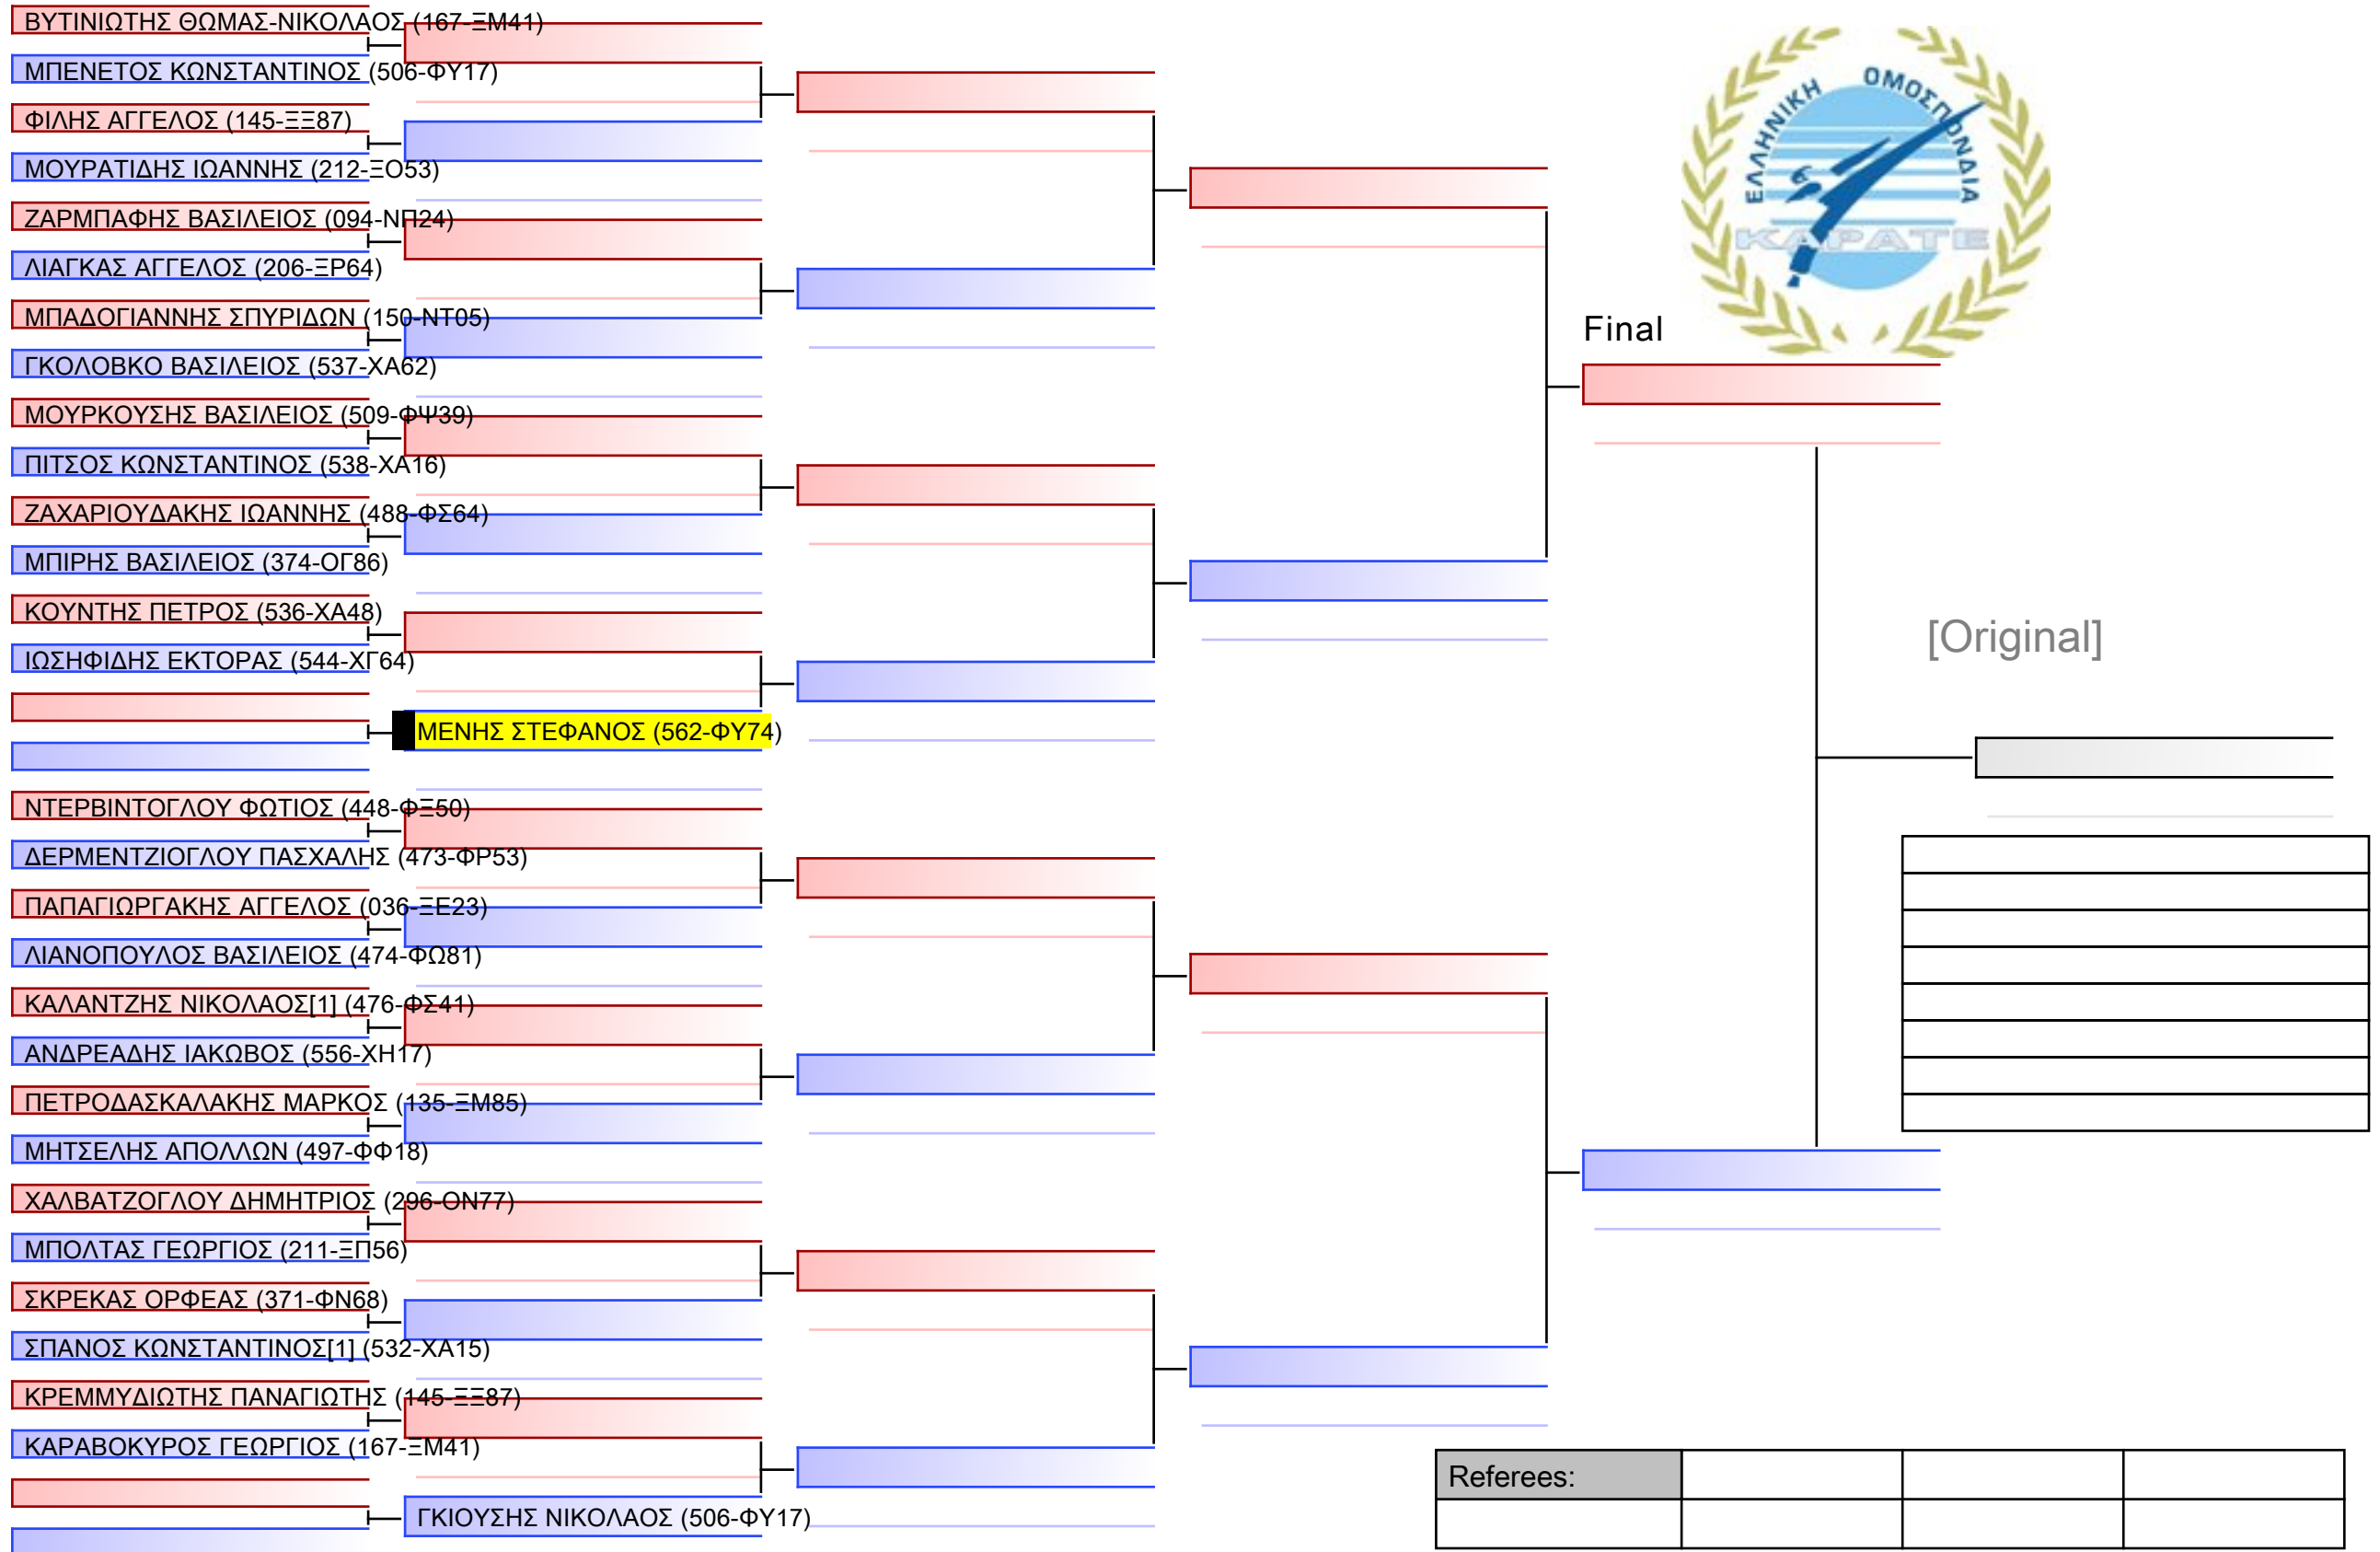 ΒΥΤΙΝΙΩΤΗΣ ΘΩΜΑΣ-ΝΙΚΟΛΑΟΣ (167-ΞΜ41)
ΜΠΕΝΕΤΟΣ ΚΩΝΣΤΑΝΤΙΝΟΣ (506-ΦΥ17)
ΦΙΛΗΣ ΑΓΓΕΛΟΣ (145-ΞΞ87)
ΜΟΥΡΑΤΙΔΗΣ ΙΩΑΝΝΗΣ (212-ΞΟ53)
ΖΑΡΜΠΑΦΗΣ ΒΑΣΙΛΕΙΟΣ (094-ΝΠ24)
ΛΙΑΓΚΑΣ ΑΓΓΕΛΟΣ (206-ΞΡ64)
ΜΠΑΔΟΓΙΑΝΝΗΣ ΣΠΥΡΙΔΩΝ (150-ΝΤ05)
ΓΚΟΛΟΒΚΟ ΒΑΣΙΛΕΙΟΣ (537-ΧΑ62)
ΜΟΥΡΚΟΥΣΗΣ ΒΑΣΙΛΕΙΟΣ (509-ΦΨ39)
ΠΙΤΣΟΣ ΚΩΝΣΤΑΝΤΙΝΟΣ (538-ΧΑ16)
ΖΑΧΑΡΙΟΥΔΑΚΗΣ ΙΩΑΝΝΗΣ (488-ΦΣ64)
ΜΠΙΡΗΣ ΒΑΣΙΛΕΙΟΣ (374-ΟΓ86)
ΚΟΥΝΤΗΣ ΠΕΤΡΟΣ (536-ΧΑ48)
ΙΩΣΗΦΙΔΗΣ ΕΚΤΟΡΑΣ (544-ΧΓ64)
ΜΕΝΗΣ ΣΤΕΦΑΝΟΣ (562-ΦΥ74)
ΝΤΕΡΒΙΝΤΟΓΛΟΥ ΦΩΤΙΟΣ (448-ΦΞ50)
ΔΕΡΜΕΝΤΖΙΟΓΛΟΥ ΠΑΣΧΑΛΗΣ (473-ΦΡ53)
ΠΑΠΑΓΙΩΡΓΑΚΗΣ ΑΓΓΕΛΟΣ (036-ΞΕ23)
ΛΙΑΝΟΠΟΥΛΟΣ ΒΑΣΙΛΕΙΟΣ (474-ΦΩ81)
ΚΑΛΑΝΤΖΗΣ ΝΙΚΟΛΑΟΣ[1] (476-ΦΣ41)
ΑΝΔΡΕΑΔΗΣ ΙΑΚΩΒΟΣ (556-ΧΗ17)
ΠΕΤΡΟΔΑΣΚΑΛΑΚΗΣ ΜΑΡΚΟΣ (135-ΞΜ85)
ΜΗΤΣΕΛΗΣ ΑΠΟΛΛΩΝ (497-ΦΦ18)
ΧΑΛΒΑΤΖΟΓΛΟΥ ΔΗΜΗΤΡΙΟΣ (296-ΟΝ77)
ΜΠΟΛΤΑΣ ΓΕΩΡΓΙΟΣ (211-ΞΠ56)
ΣΚΡΕΚΑΣ ΟΡΦΕΑΣ (371-ΦΝ68)
ΣΠΑΝΟΣ ΚΩΝΣΤΑΝΤΙΝΟΣ[1] (532-ΧΑ15)
ΚΡΕΜΜΥΔΙΩΤΗΣ ΠΑΝΑΓΙΩΤΗΣ (145-ΞΞ87)
ΚΑΡΑΒΟΚΥΡΟΣ ΓΕΩΡΓΙΟΣ (167-ΞΜ41)
ΓΚΙΟΥΣΗΣ ΝΙΚΟΛΑΟΣ (506-ΦΥ17)
ΕΛΛΗΝΙΚΗ ΟΜΟΣΠΟΝΔΙΑ
ΚΑΡΑΤΕ
Final
[Original]
Referees: